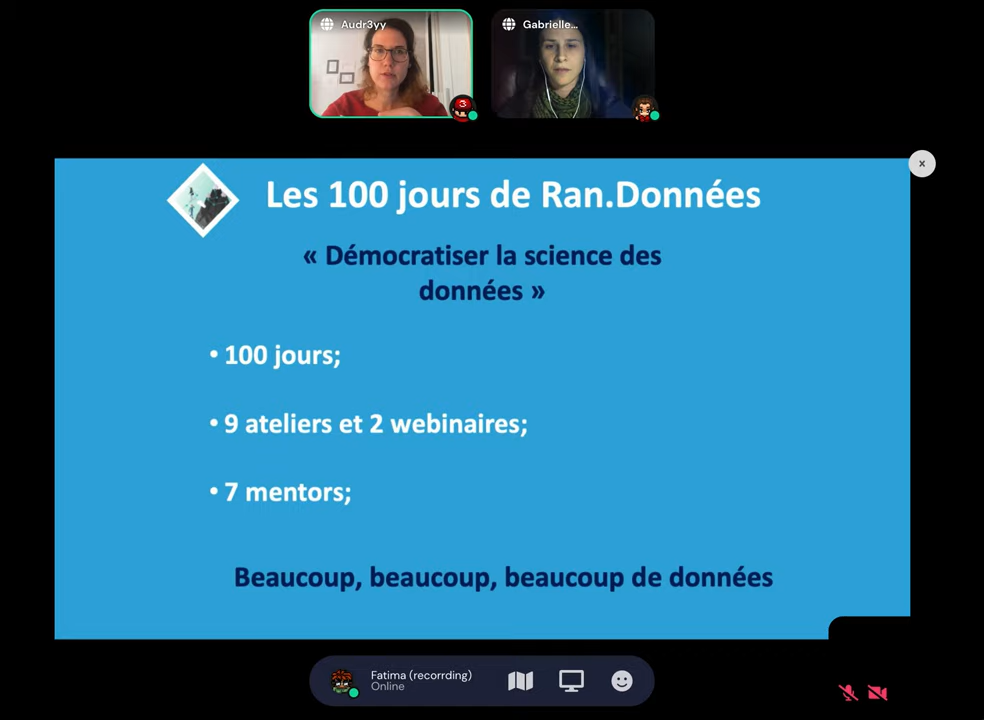 Audr3yy
Gabrielle...
3
Les 100 jours de Ran.Données
« Démocratiser la science des
données »
• 100 jours;
• 9 ateliers et 2 webinaires;
• 7 mentors;
Beaucoup, beaucoup, beaucoup de données
Fatima (recorrding)
Online